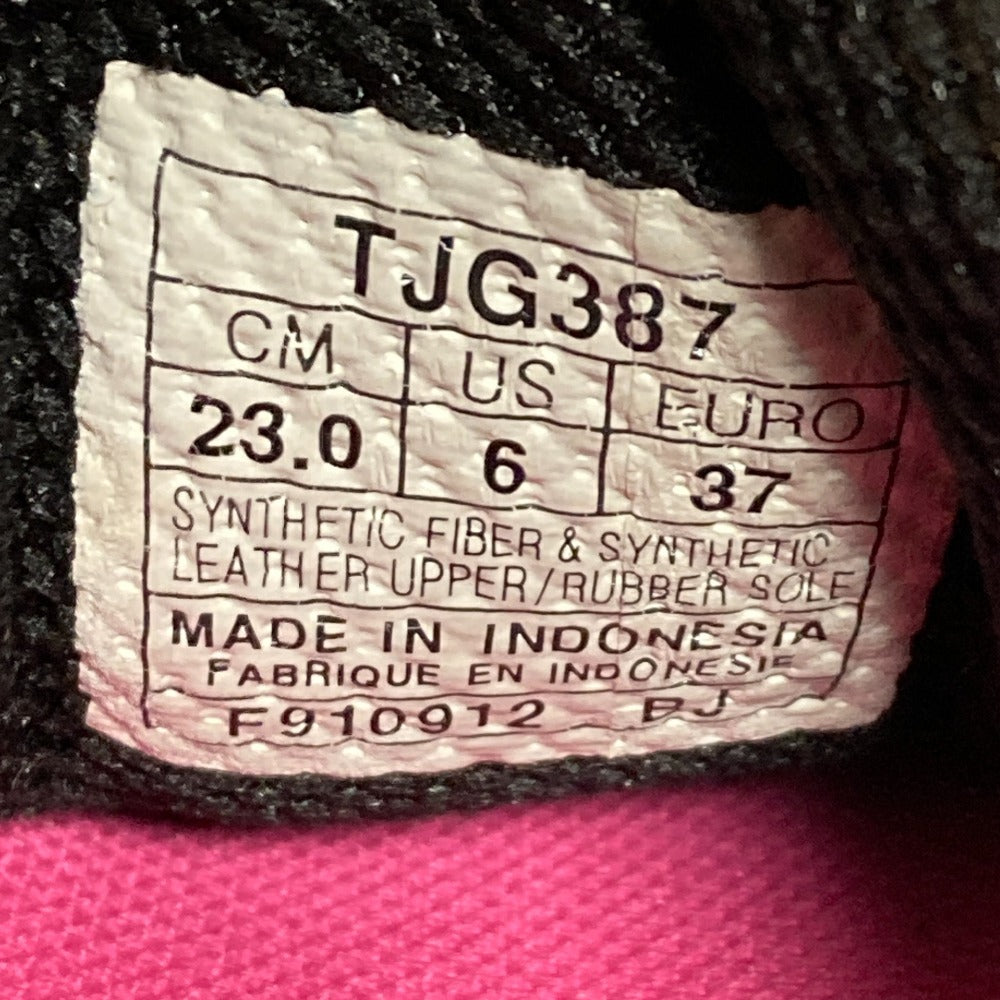 TJG387
CM US EURO
23.0 6 37
SYNTHETIC FIBER & SYNTHETIC
LEATHER UPPER/RUBBER SOLE
MADE IN INDONESIA
FABRIQUE EN INDONESIE
F910912 BJ